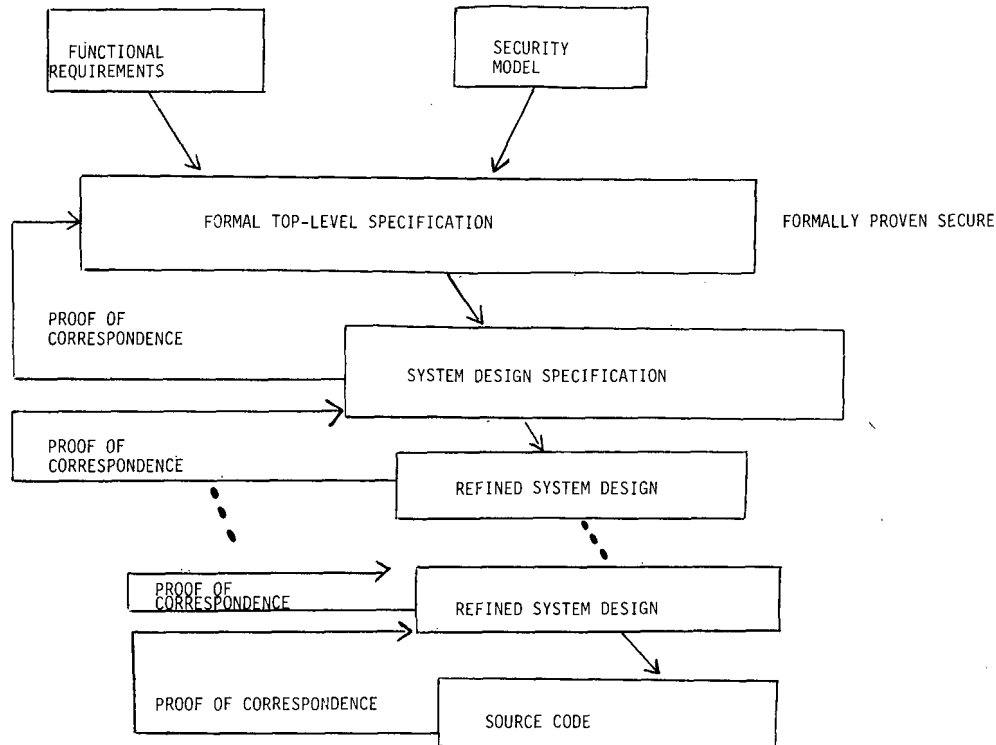 FUNCTIONAL
REQUIREMENTS
SECURITY
MODEL
FORMAL TOP-LEVEL SPECIFICATION
FORMALLY PROVEN SECURE
PROOF OF
CORRESPONDENCE
SYSTEM DESIGN SPECIFICATION
PROOF OF
CORRESPONDENCE
REFINED SYSTEM DESIGN
PROOF OF
CORRESPONDENCE
REFINED SYSTEM DESIGN
PROOF OF CORRESPONDENCE
SOURCE CODE